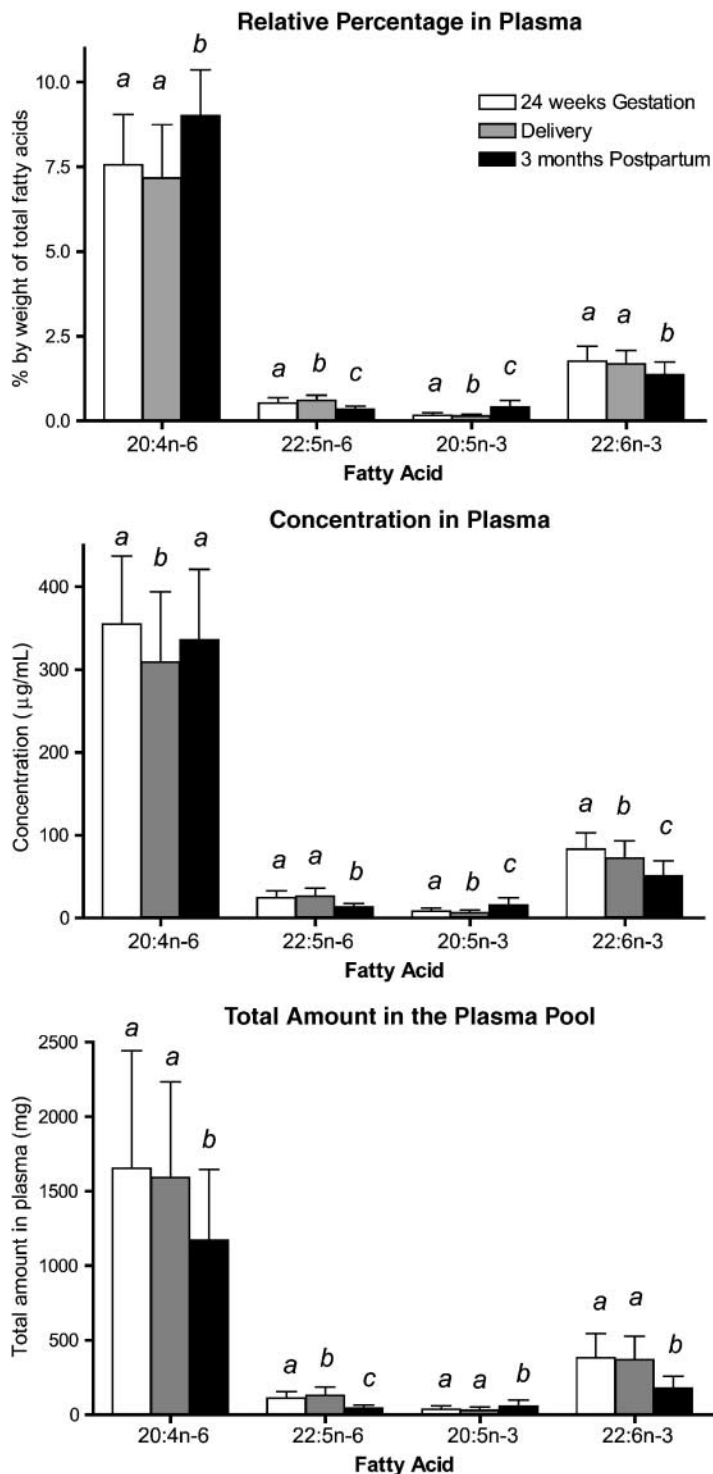 Relative Percentage in Plasma
b
a a
10.0
7.5
5.0
2.5
0.0
% by weight of total fatty acids
24 weeks Gestation
Delivery
3 months Postpartum
a b c
a b c
a a b
20:4n-6 22:5n-6 20:5n-3 22:6n-3
Fatty Acid
Concentration in Plasma
a b a
400
300
200
100
0
Concentration (μg/mL)
a a b
a b c
a b c
20:4n-6 22:5n-6 20:5n-3 22:6n-3
Fatty Acid
Total Amount in the Plasma Pool
a a b
2500
2000
1500
1000
500
0
Total amount in plasma (mg)
a b c
a a b
a a b
20:4n-6 22:5n-6 20:5n-3 22:6n-3
Fatty Acid